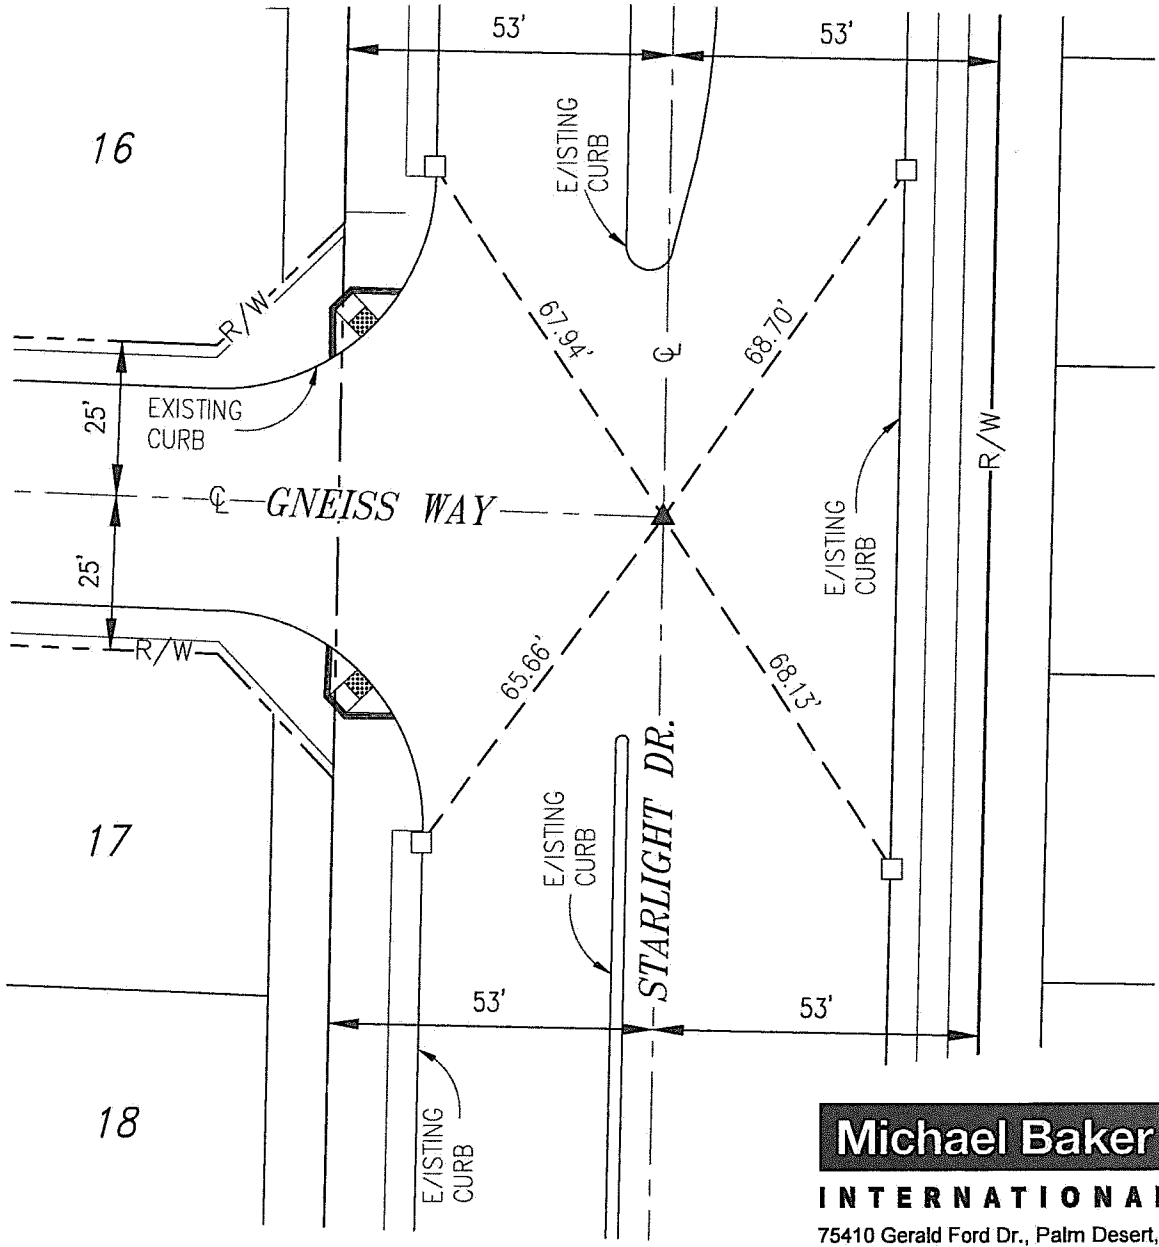 53'
53'
16
E/ISTING
CURB
R/W
67.94'
68.70'
℄
25'
EXISTING
CURB
R/W
℄ GNEISS WAY
E/ISTING
CURB
25'
R/W
65.66'
68.13'
17
E/ISTING
CURB
STARLIGHT DR.
53'
53'
18
E/ISTING
CURB
Michael Baker
INTERNATIONAL
75410 Gerald Ford Dr., Palm Desert,